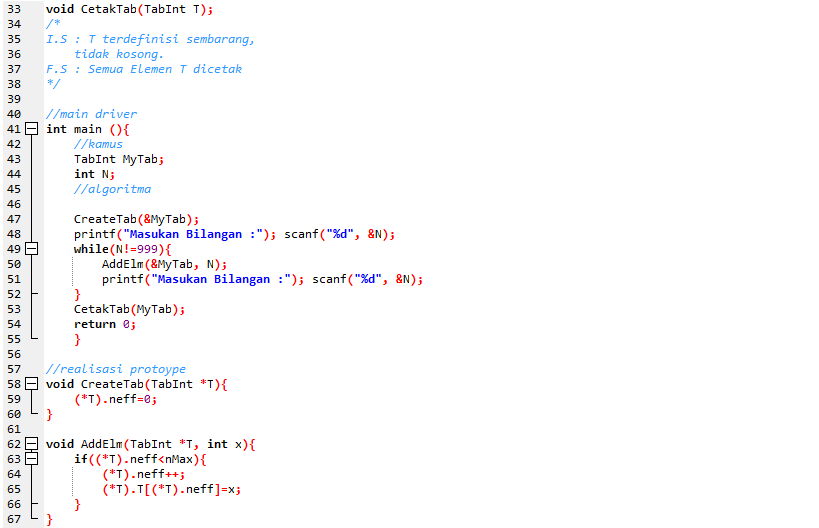 33 void CetakTab(TabInt T);
34 /*
35 I.S : T terdefinisi sembarang,
36     tidak kosong.
37 F.S : Semua Elemen T dicetak
38 */
39
40 //main driver
41 int main (){
42     //kamus
43     TabInt MyTab;
44     int N;
45     //algoritma
46
47     CreateTab(&MyTab);
48     printf("Masukan Bilangan :"); scanf("%d", &N);
49     while(N!=999){
50         AddElm(&MyTab, N);
51         printf("Masukan Bilangan :"); scanf("%d", &N);
52     }
53     CetakTab(MyTab);
54     return 0;
55     }
56
57 //realisasi protoype
58 void CreateTab(TabInt *T){
59     (*T).neff=0;
60 }
61
62 void AddElm(TabInt *T, int x){
63     if((*T).neff<nMax){
64         (*T).neff++;
65         (*T).T[(*T).neff]=x;
66     }
67 }